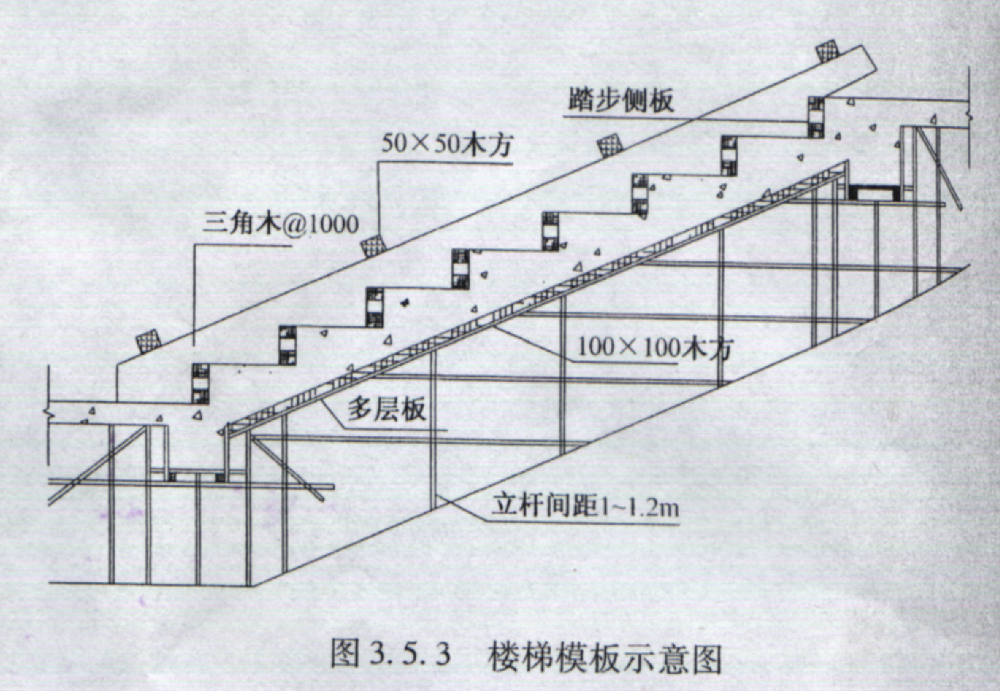 踏步侧板
50×50木方
三角木@1000
100×100木方
多层板
立杆间距1~1.2m
图 3.5.3 楼梯模板示意图